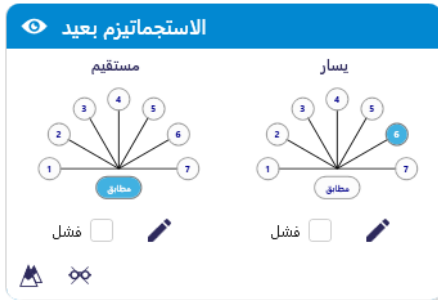 الاستجماتيزم بعيد
يسار
مستقيم
1 2 3 4 5 6 7
مطابق
1 2 3 4 5 6 7
مطابق
فشل
فشل